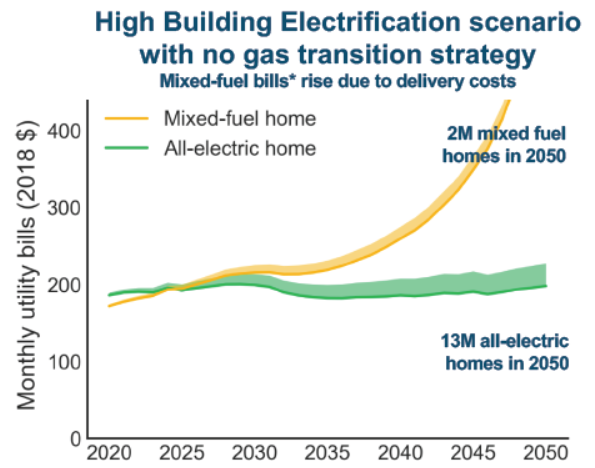 High Building Electrification scenario
with no gas transition strategy
Mixed-fuel bills* rise due to delivery costs
Monthly utility bills (2018 $)
400
300
200
100
0
Mixed-fuel home
All-electric home
2M mixed fuel
homes in 2050
13M all-electric
homes in 2050
2020 2025 2030 2035 2040 2045 2050